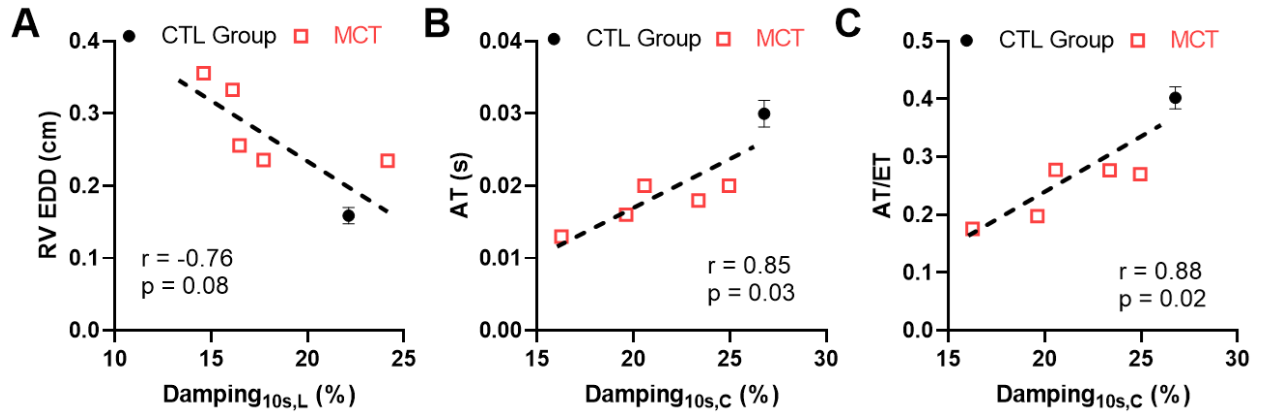 A
CTL Group MCT
0.4
0.3
0.2
0.1
0.0
RV EDD (cm)
r = -0.76
p = 0.08
10 15 20 25
Damping10s,L (%)
B
CTL Group MCT
0.04
0.03
0.02
0.01
0.00
AT (s)
r = 0.85
p = 0.03
15 20 25 30
Damping10s,C (%)
C
CTL Group MCT
0.5
0.4
0.3
0.2
0.1
0.0
AT/ET
r = 0.88
p = 0.02
15 20 25 30
Damping10s,C (%)